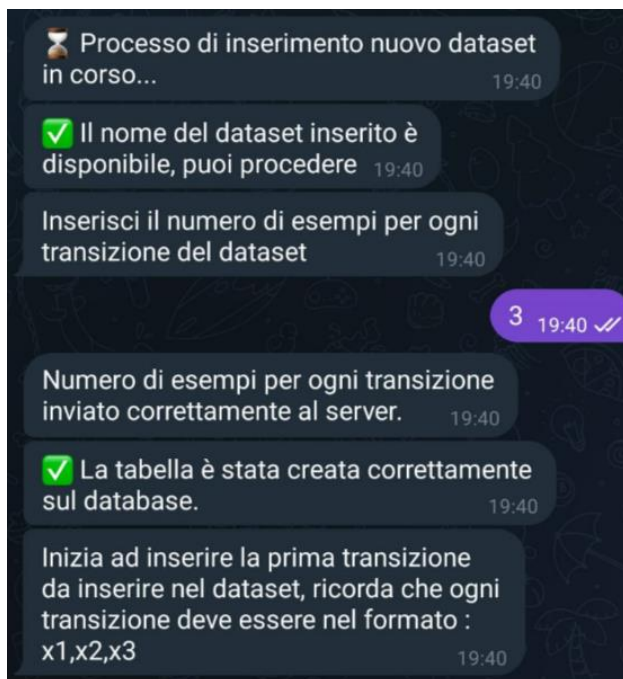 ⏳ Processo di inserimento nuovo dataset
in corso...
19:40
✅ Il nome del dataset inserito è
disponibile, puoi procedere 19:40
Inserisci il numero di esempi per ogni
transizione del dataset
19:40
3 19:40
Numero di esempi per ogni transizione
inviato correttamente al server.
19:40
✅ La tabella è stata creata correttamente
sul database.
19:40
Inizia ad inserire la prima transizione
da inserire nel dataset, ricorda che ogni
transizione deve essere nel formato :
x1,x2,x3
19:40